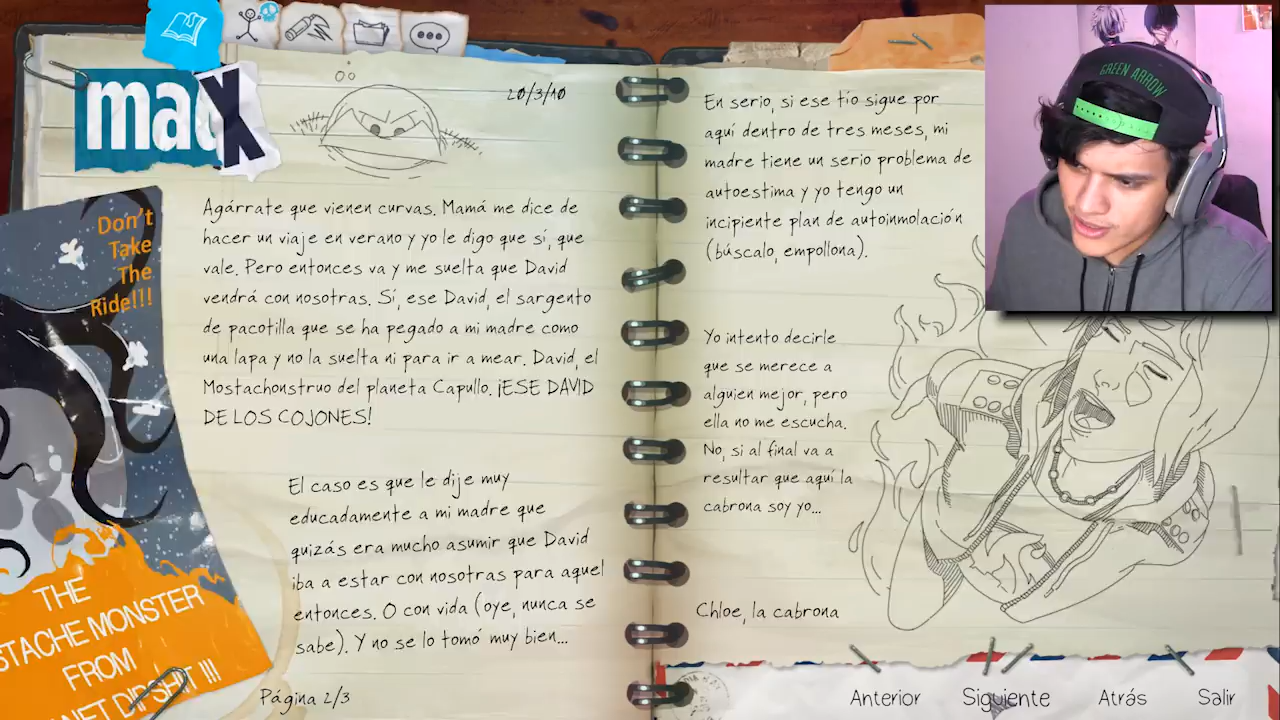 max
20/3/10
Don't
Take
The
Ride!!!
Agárrate que vienen curvas. Mamá me dice de
hacer un viaje en verano y yo le digo que sí, que
vale. Pero entonces va y me suelta que David
vendrá con nosotras. Sí, ese David, el sargento
de pacotilla que se ha pegado a mi madre como
una lapa y no la suelta ni para ir a mear. David, el
Mostachonstruo del planeta Capullo. ¡ESE DAVID
DE LOS COJONES!
El caso es que le dije muy
educadamente a mi madre que
quizás era mucho asumir que David
iba a estar con nosotras para aquel
entonces. O con vida (oye, nunca se
sabe). Y no se lo tomó muy bien...
THE
STACHE MONSTER
FROM
NET DIPSHIT !!!
Página 2/3
En serio, si ese tío sigue por
aquí dentro de tres meses, mi
madre tiene un serio problema de
autoestima y yo tengo un
incipiente plan de autoinmolación
(búscalo, empollona).
Yo intento decirle
que se merece a
alguien mejor, pero
ella no me escucha.
No, si al final va a
resultar que aquí la
cabrona soy yo...
Chloe, la cabrona
Anterior Siguiente Atrás Salir
GREEN ARROW